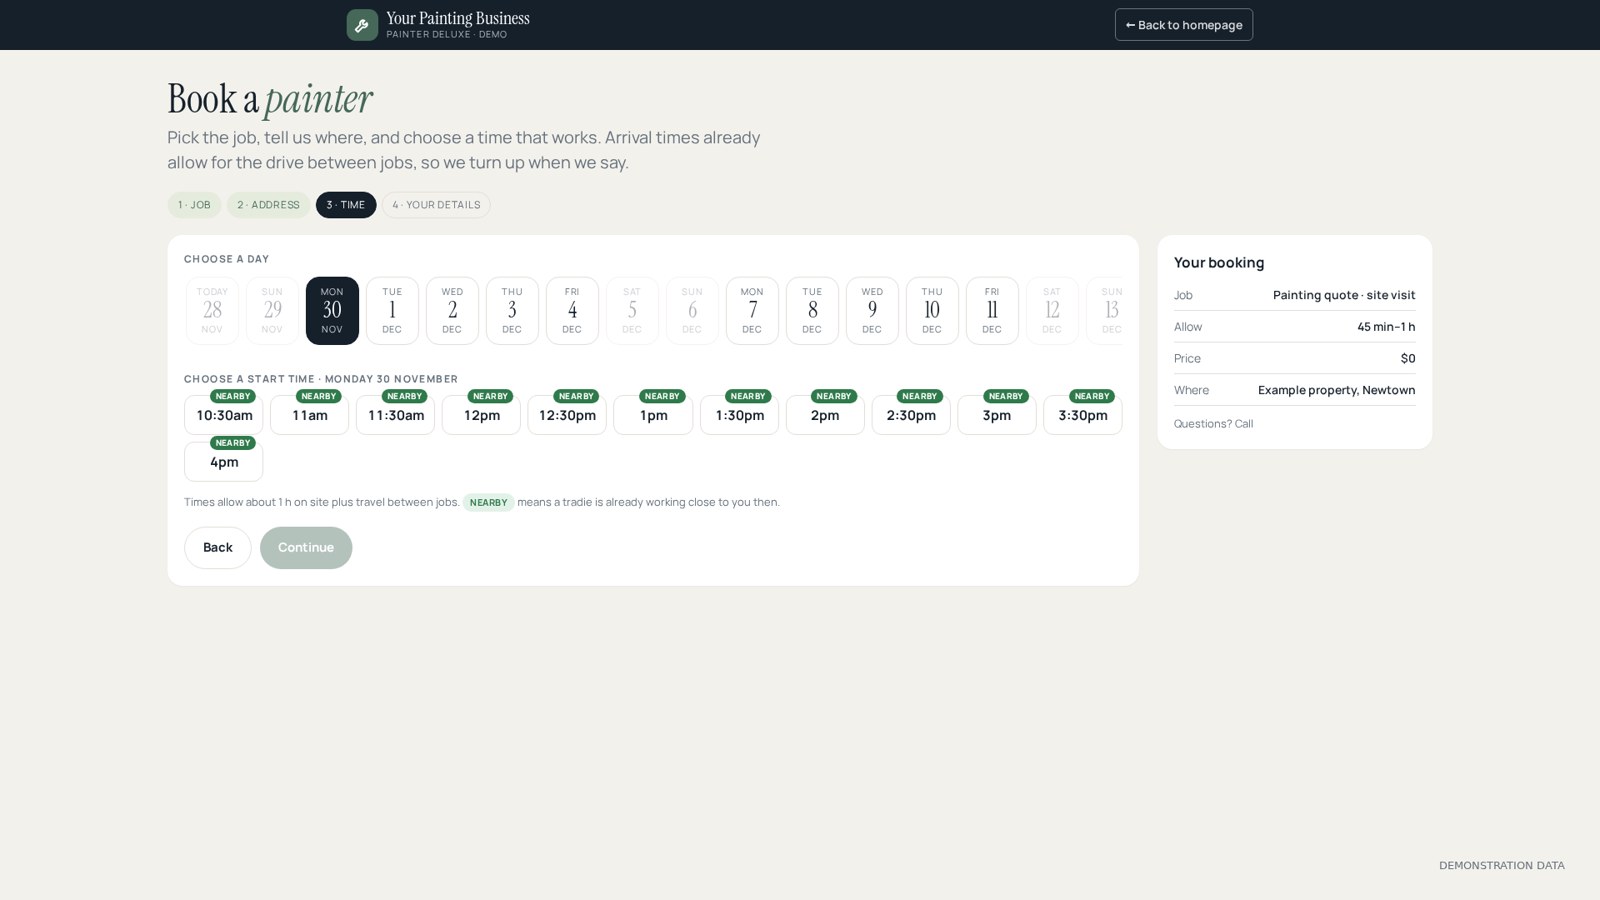 Your Painting Business
PAINTER DELUXE · DEMO
← Back to homepage
Book a painter
Pick the job, tell us where, and choose a time that works. Arrival times already
allow for the drive between jobs, so we turn up when we say.
1 · JOB
2 · ADDRESS
3 · TIME
4 · YOUR DETAILS
CHOOSE A DAY
TODAY 28 NOV
SUN 29 NOV
MON 30 NOV
TUE 1 DEC
WED 2 DEC
THU 3 DEC
FRI 4 DEC
SAT 5 DEC
SUN 6 DEC
MON 7 DEC
TUE 8 DEC
WED 9 DEC
THU 10 DEC
FRI 11 DEC
SAT 12 DEC
SUN 13 DEC
CHOOSE A START TIME · MONDAY 30 NOVEMBER
NEARBY 10:30am
NEARBY 11am
NEARBY 11:30am
NEARBY 12pm
NEARBY 12:30pm
NEARBY 1pm
NEARBY 1:30pm
NEARBY 2pm
NEARBY 2:30pm
NEARBY 3pm
NEARBY 3:30pm
NEARBY 4pm
Times allow about 1 h on site plus travel between jobs. NEARBY means a tradie is already working close to you then.
Back
Continue
Your booking
Job Painting quote · site visit
Allow 45 min–1 h
Price $0
Where Example property, Newtown
Questions? Call
DEMONSTRATION DATA